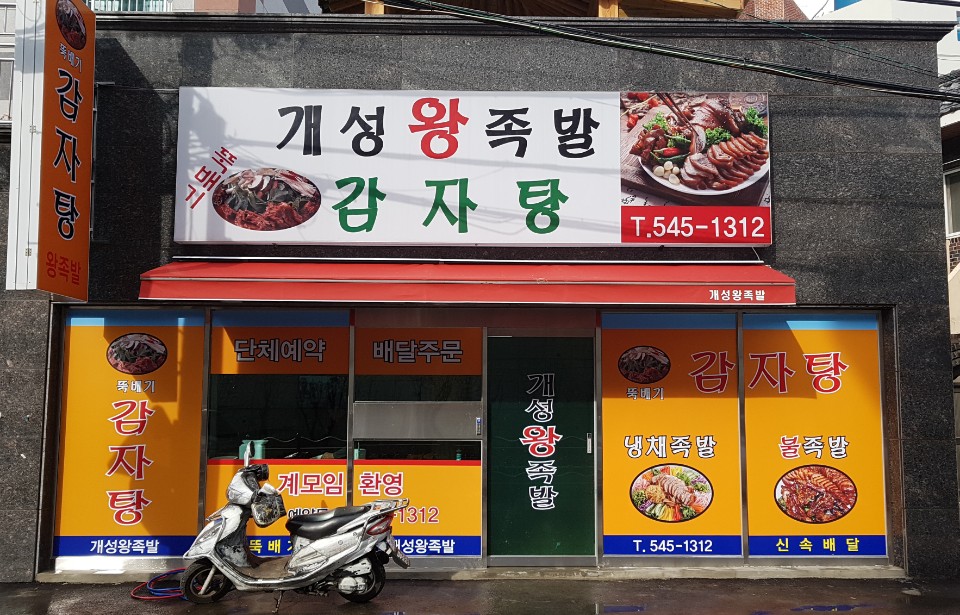 뚝배기
감자탕
왕족발
개성왕족발
뚝배기
감자탕
T.545-1312
개성왕족발
뚝배기
감자탕
개성왕족발
단체예약
배달주문
계모임 환영
1312
뚝배
개성왕족발
개성왕족발
뚝배기
감자탕
냉채족발
T. 545-1312
불족발
신속배달